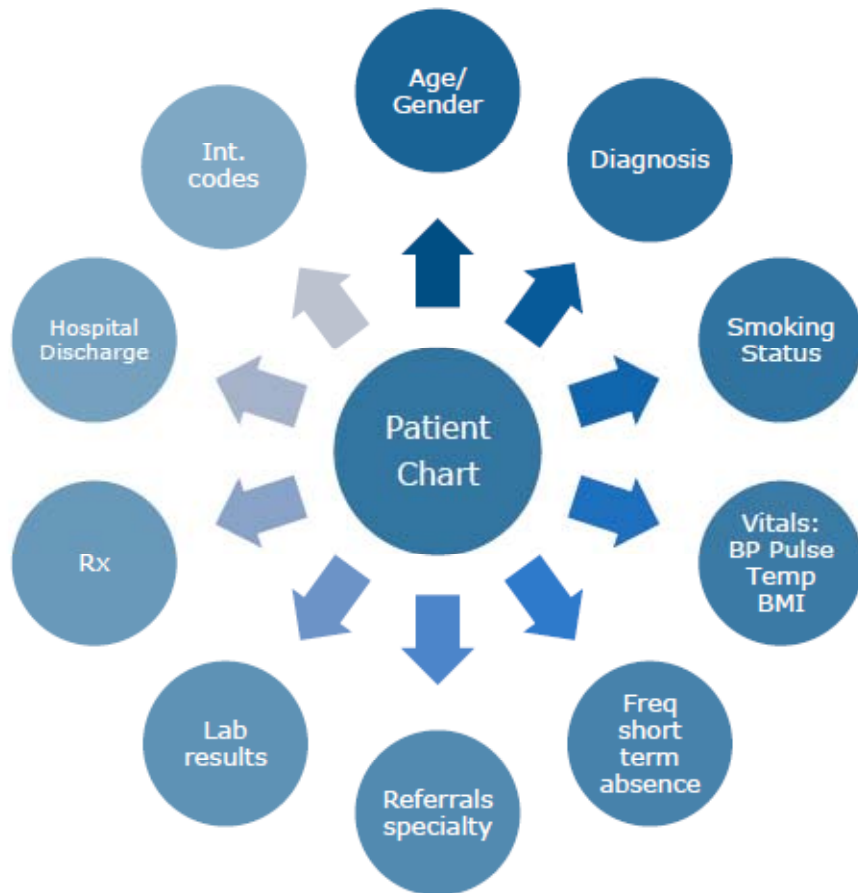 Age/
Gender
Diagnosis
Smoking
Status
Vitals:
BP Pulse
Temp
BMI
Freq
short
term
absence
Referrals
specialty
Lab
results
Rx
Hospital
Discharge
Int.
codes
Patient
Chart